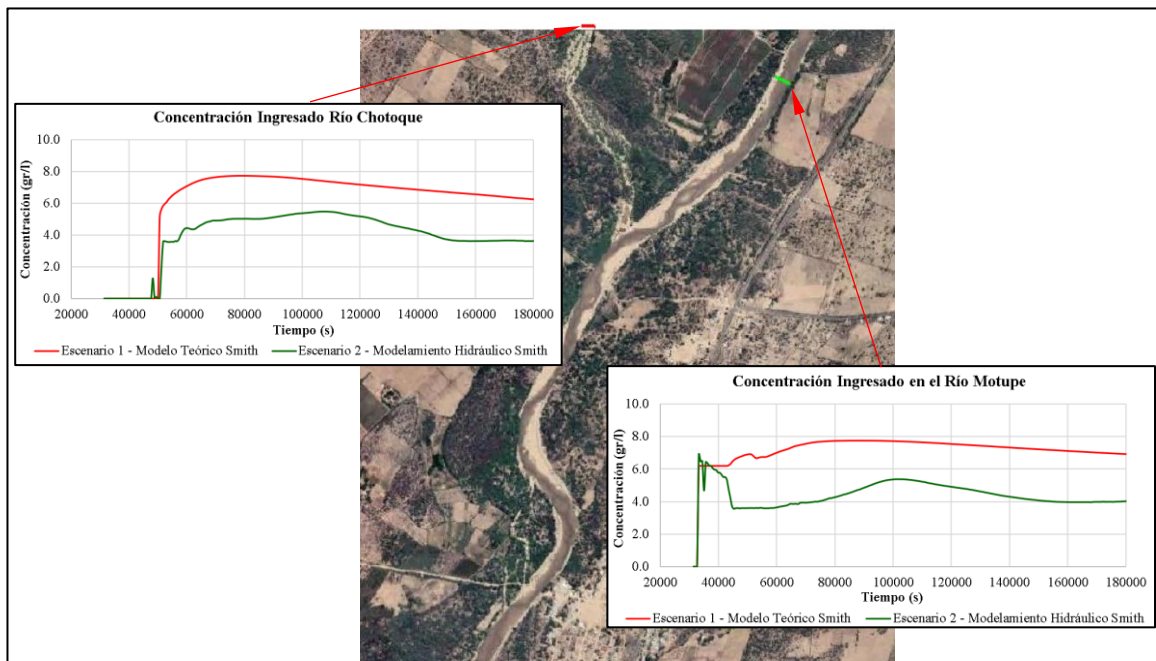 Concentración Ingresado Río Chotoque
Concentración (gr/l)
10.0
8.0
6.0
4.0
2.0
0.0
20000 40000 60000 80000 100000 120000 140000 160000 180000
Tiempo (s)
Escenario 1 - Modelo Teórico Smith Escenario 2 - Modelamiento Hidráulico Smith
Concentración Ingresado en el Río Motupe
Concentración (gr/l)
10.0
8.0
6.0
4.0
2.0
0.0
20000 40000 60000 80000 100000 120000 140000 160000 180000
Tiempo (s)
Escenario 1 - Modelo Teórico Smith Escenario 2 - Modelamiento Hidráulico Smith